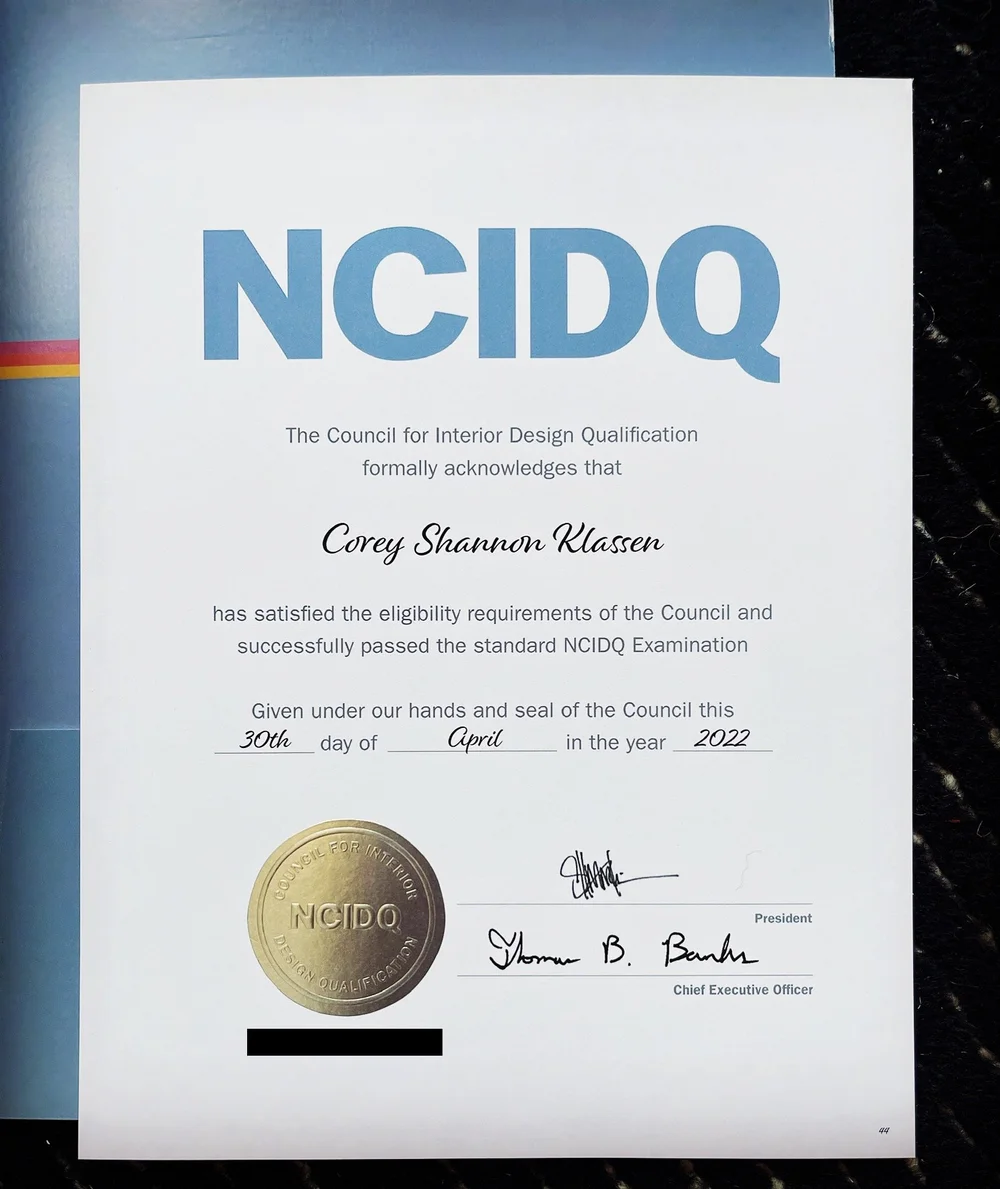 NCIDQ
The Council for Interior Design Qualification
formally acknowledges that
Corey Shannon Klassen
has satisfied the eligibility requirements of the Council and
successfully passed the standard NCIDQ Examination
Given under our hands and seal of the Council this
30th day of April in the year 2022
COUNCIL FOR INTERIOR
NCIDQ
DESIGN QUALIFICATION
President
Thomas B. Banks
Chief Executive Officer
44